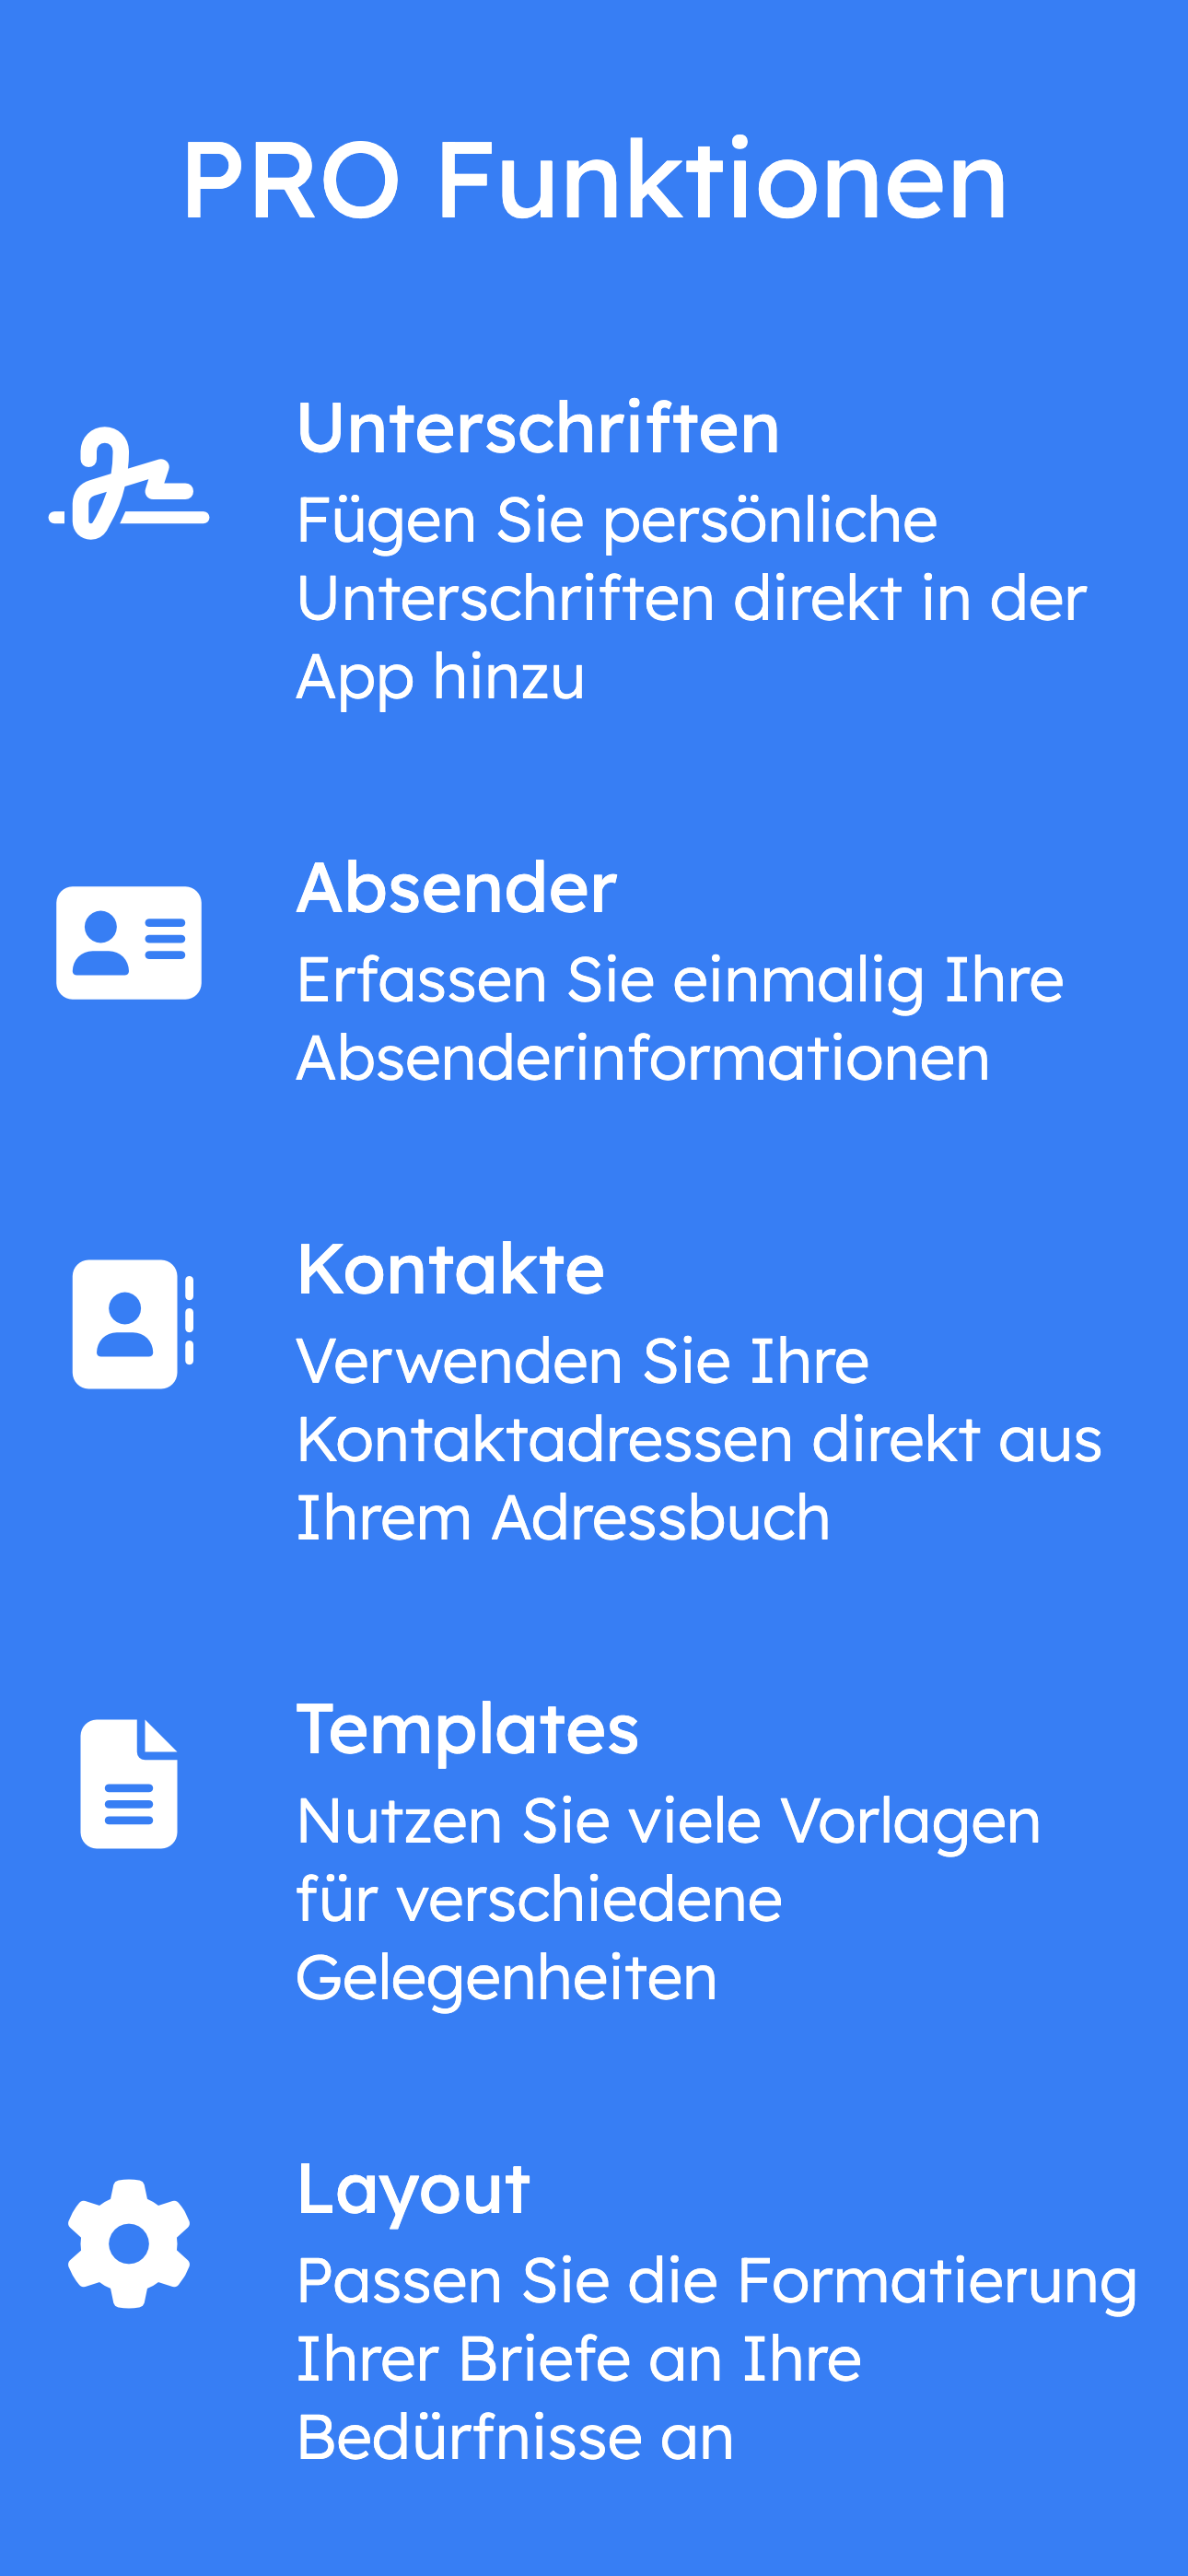 PRO Funktionen
Unterschriften
Fügen Sie persönliche
Unterschriften direkt in der
App hinzu
Absender
Erfassen Sie einmalig Ihre
Absenderinformationen
Kontakte
Verwenden Sie Ihre
Kontaktadressen direkt aus
Ihrem Adressbuch
Templates
Nutzen Sie viele Vorlagen
für verschiedene
Gelegenheiten
Layout
Passen Sie die Formatierung
Ihrer Briefe an Ihre
Bedürfnisse an